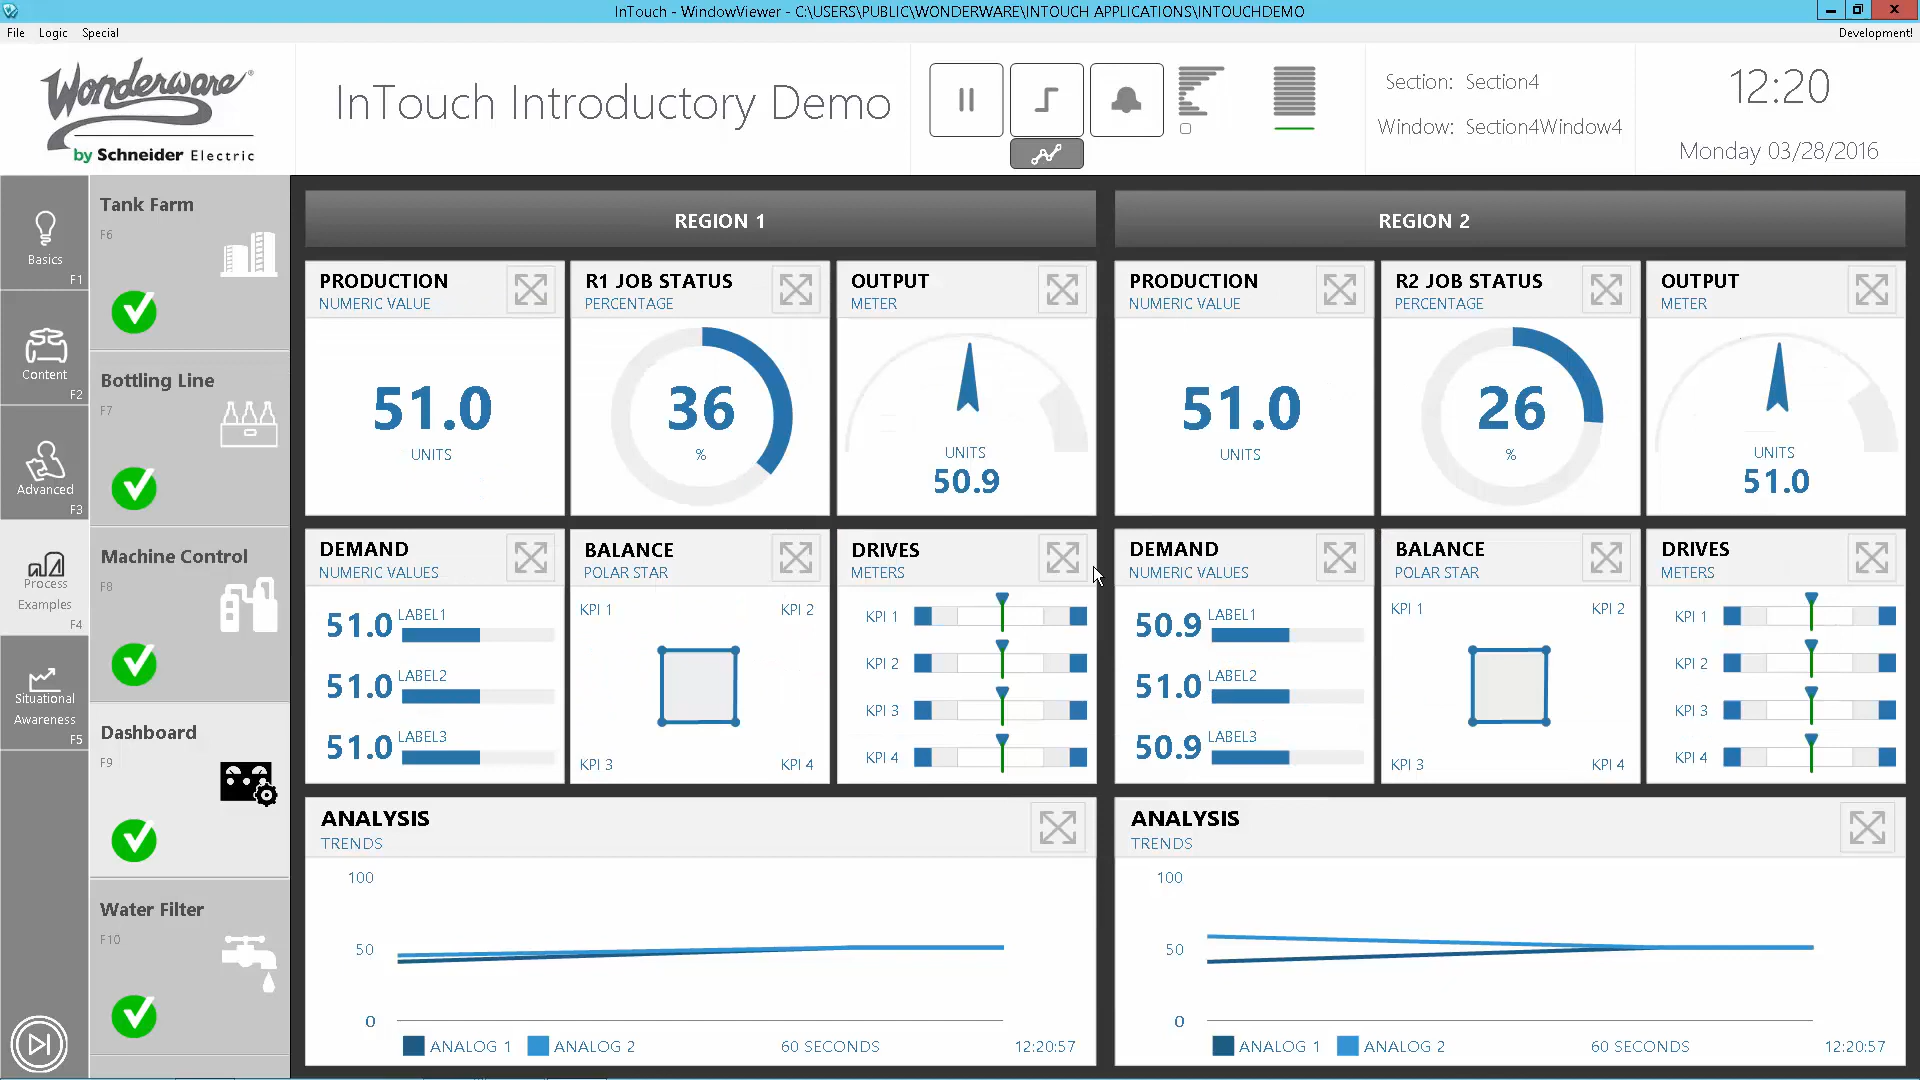 InTouch - WindowViewer - C:\USERS\PUBLIC\WONDERWARE\INTOUCH APPLICATIONS\INTOUCHDEMO
File Logic Special Development!
Wonderware®
by Schneider Electric
InTouch Introductory Demo
Section: Section4
Window: Section4Window4
12:20
Monday 03/28/2016
Basics
F1
Content
F2
Advanced
F3
Process
Examples
F4
Situational
Awareness
F5
Tank Farm
F6
Bottling Line
F7
Machine Control
F8
Dashboard
F9
Water Filter
F10
REGION 1
PRODUCTION
NUMERIC VALUE
51.0
UNITS
R1 JOB STATUS
PERCENTAGE
36
%
OUTPUT
METER
UNITS
50.9
DEMAND
NUMERIC VALUES
51.0 LABEL1
51.0 LABEL2
51.0 LABEL3
BALANCE
POLAR STAR
KPI 1 KPI 2
KPI 3 KPI 4
DRIVES
METERS
KPI 1
KPI 2
KPI 3
KPI 4
ANALYSIS
TRENDS
100
50
0
ANALOG 1 ANALOG 2 60 SECONDS 12:20:57
REGION 2
PRODUCTION
NUMERIC VALUE
51.0
UNITS
R2 JOB STATUS
PERCENTAGE
26
%
OUTPUT
METER
UNITS
51.0
DEMAND
NUMERIC VALUES
50.9 LABEL1
51.0 LABEL2
50.9 LABEL3
BALANCE
POLAR STAR
KPI 1 KPI 2
KPI 3 KPI 4
DRIVES
METERS
KPI 1
KPI 2
KPI 3
KPI 4
ANALYSIS
TRENDS
100
50
0
ANALOG 1 ANALOG 2 60 SECONDS 12:20:57